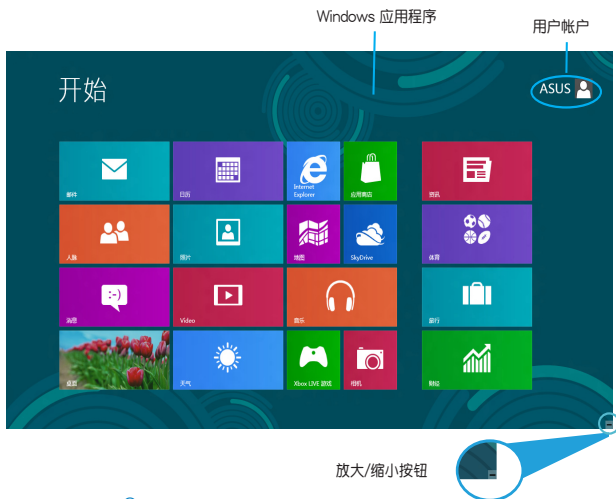 Windows 应用程序
用户帐户
开始
ASUS
邮件
日历
Internet
Explorer
应用商店
资讯
人脉
照片
地图
SkyDrive
体育
消息
Video
音乐
旅行
桌面
天气
Xbox LIVE 游戏
相机
财经
放大/缩小按钮